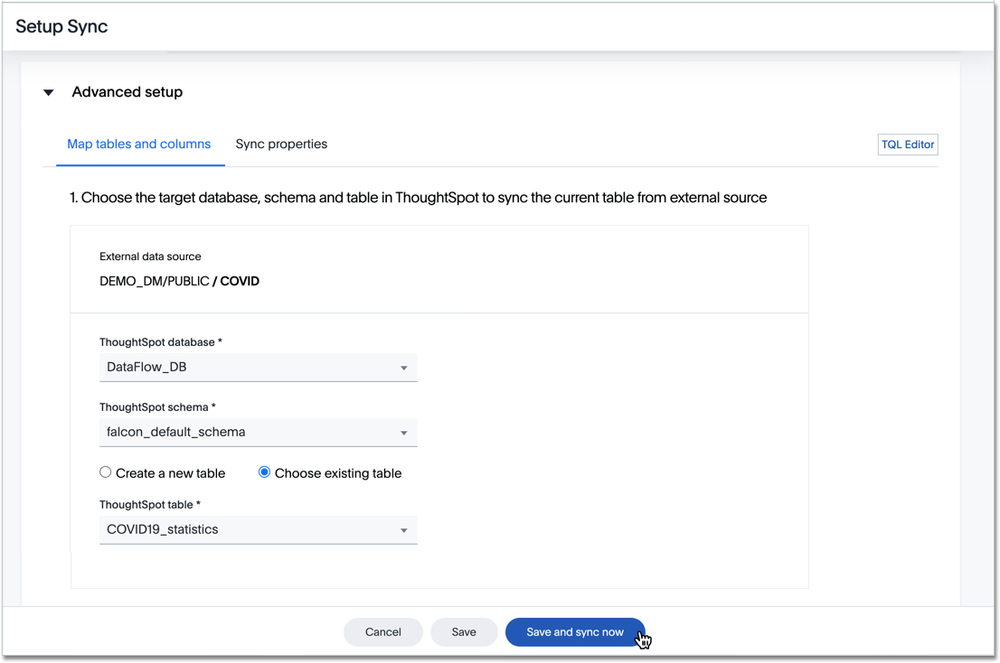 Setup Sync
Advanced setup
Map tables and columns
Sync properties
TQL Editor
1. Choose the target database, schema and table in ThoughtSpot to sync the current table from external source
External data source
DEMO_DM/PUBLIC / COVID
ThoughtSpot database *
DataFlow_DB
ThoughtSpot schema *
falcon_default_schema
Create a new table
Choose existing table
ThoughtSpot table *
COVID19_statistics
Cancel
Save
Save and sync now